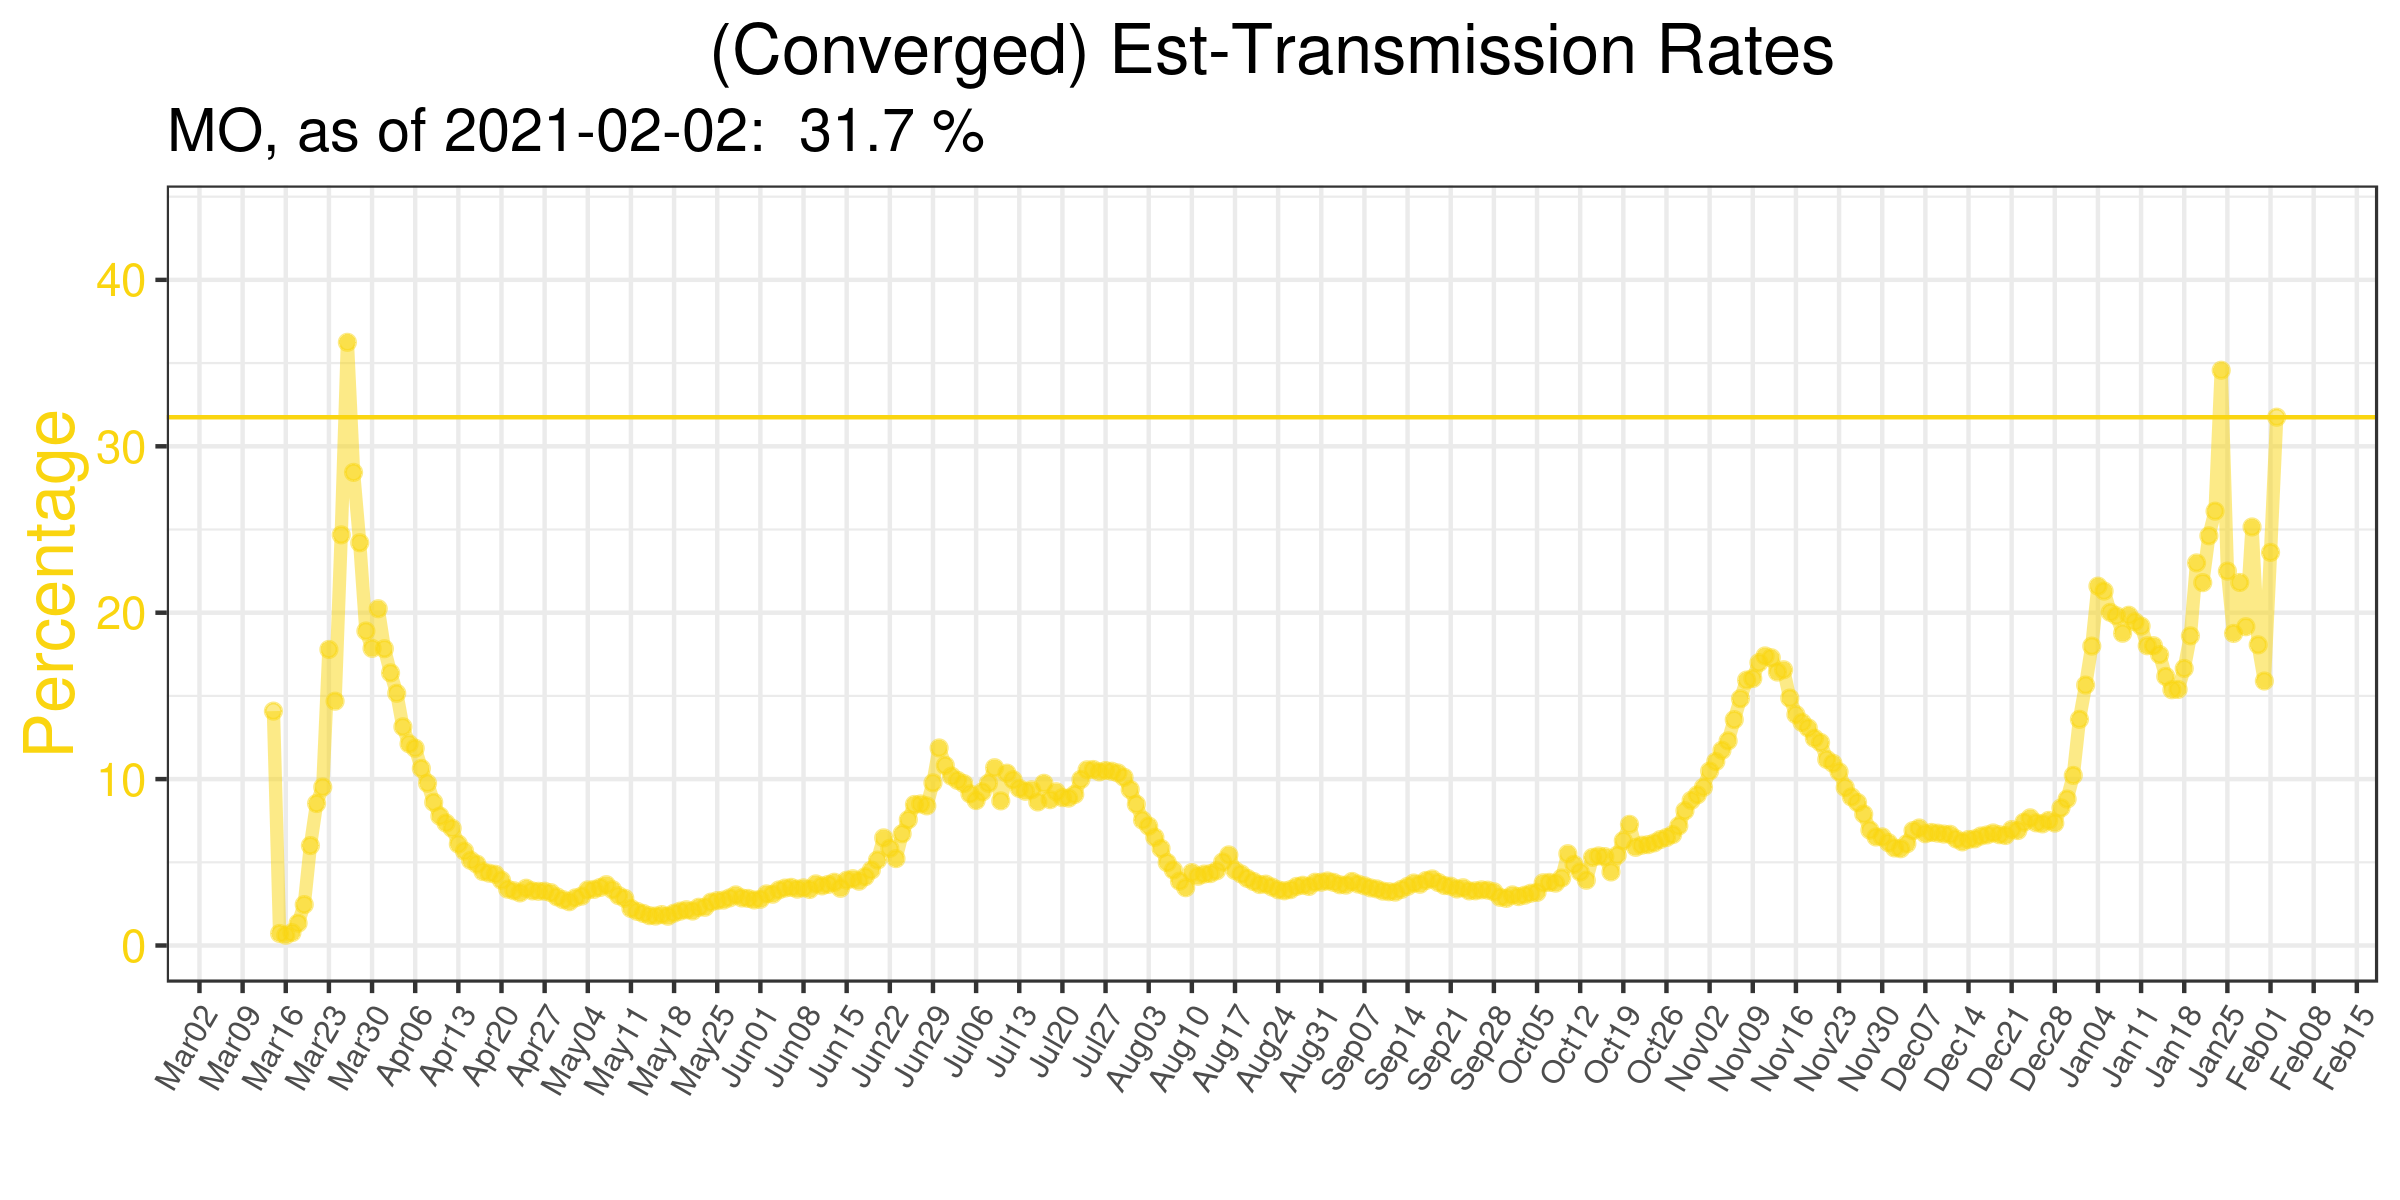 (Converged) Est-Transmission Rates
MO, as of 2021-02-02:  31.7 %
Percentage
40
30
20
10
0
Mar02
Mar09
Mar16
Mar23
Mar30
Apr06
Apr13
Apr20
Apr27
May04
May11
May18
May25
Jun01
Jun08
Jun15
Jun22
Jun29
Jul06
Jul13
Jul20
Jul27
Aug03
Aug10
Aug17
Aug24
Aug31
Sep07
Sep14
Sep21
Sep28
Oct05
Oct12
Oct19
Oct26
Nov02
Nov09
Nov16
Nov23
Nov30
Dec07
Dec14
Dec21
Dec28
Jan04
Jan11
Jan18
Jan25
Feb01
Feb08
Feb15